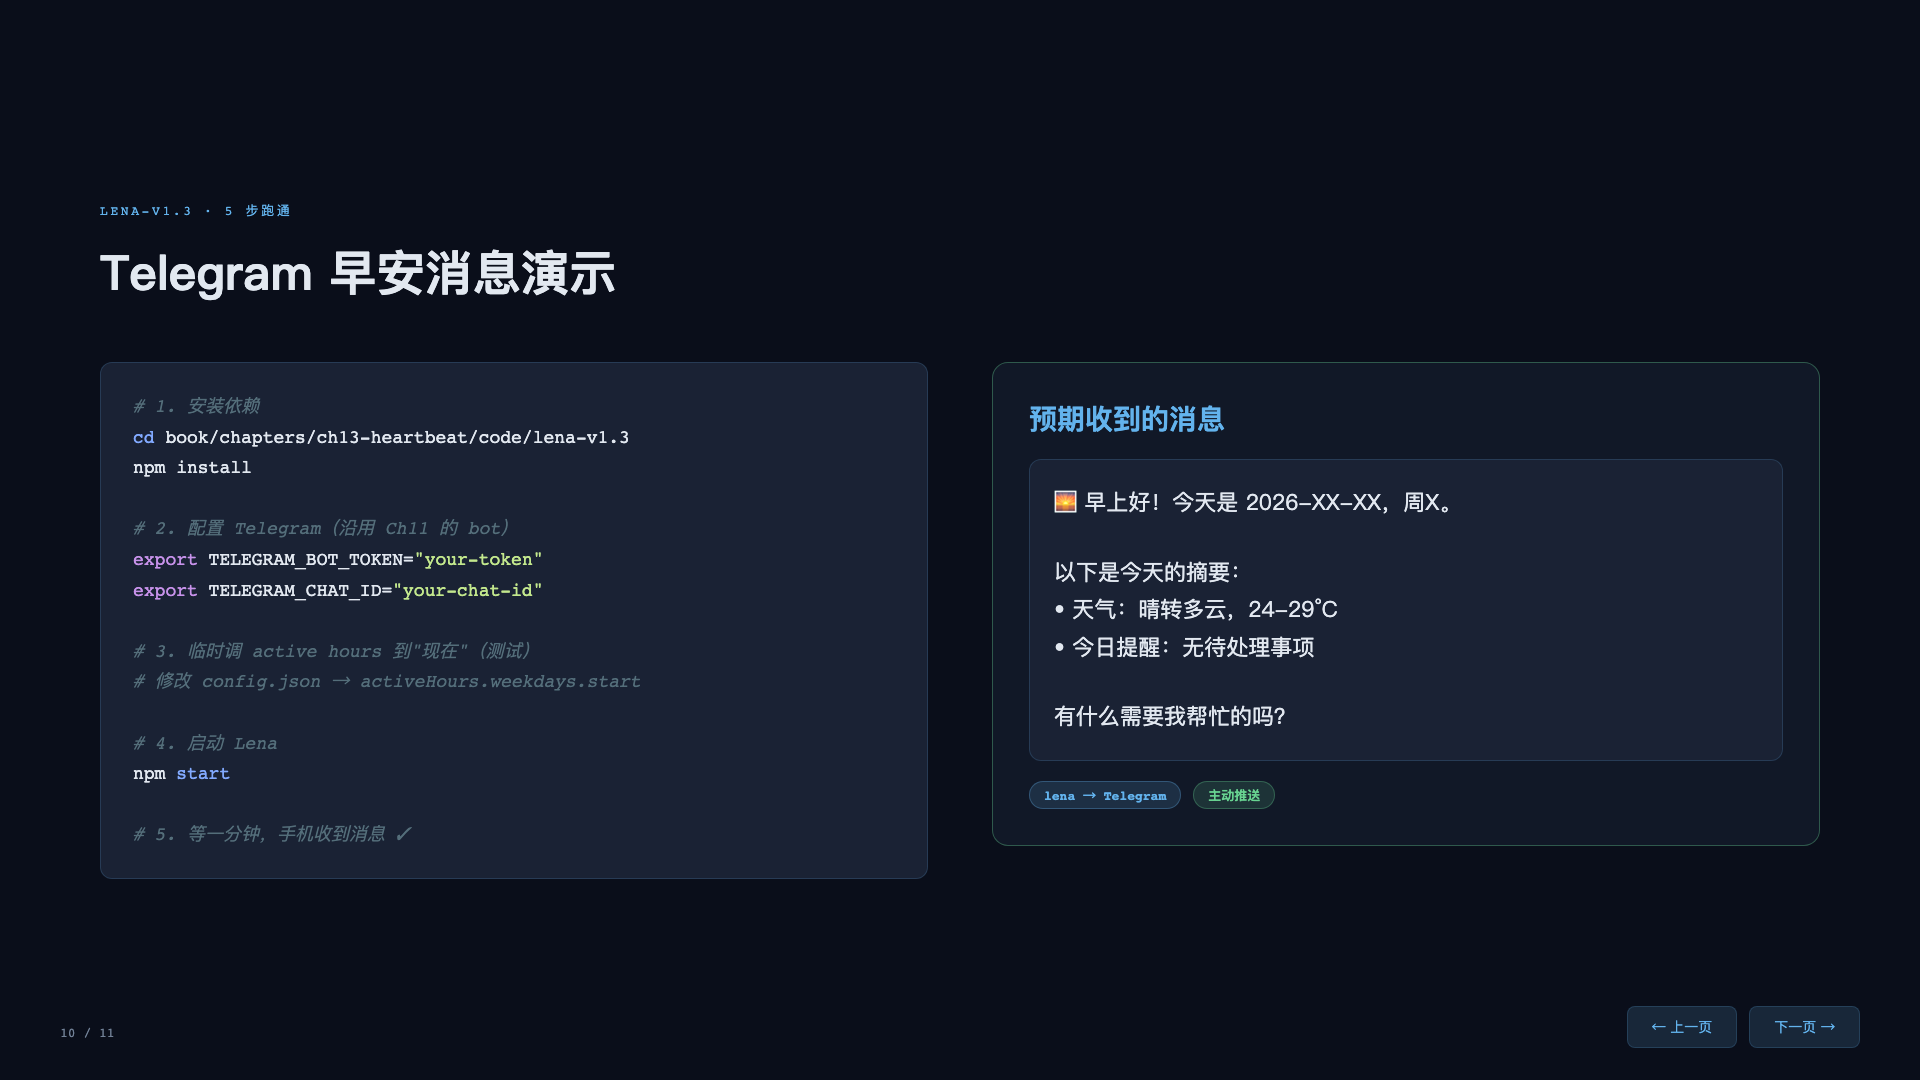 LENA-V1.3 · 5 步跑通
Telegram 早安消息演示
# 1. 安装依赖
cd book/chapters/ch13-heartbeat/code/lena-v1.3
npm install
# 2. 配置 Telegram（沿用 Ch11 的 bot）
export TELEGRAM_BOT_TOKEN="your-token"
export TELEGRAM_CHAT_ID="your-chat-id"
# 3. 临时调 active hours 到"现在"（测试）
# 修改 config.json → activeHours.weekdays.start
# 4. 启动 Lena
npm start
# 5. 等一分钟，手机收到消息 ✓
预期收到的消息
🌅 早上好！今天是 2026-XX-XX，周X。
以下是今天的摘要：
• 天气：晴转多云，24-29°C
• 今日提醒：无待处理事项
有什么需要我帮忙的吗？
lena → Telegram
主动推送
10 / 11
← 上一页
下一页 →